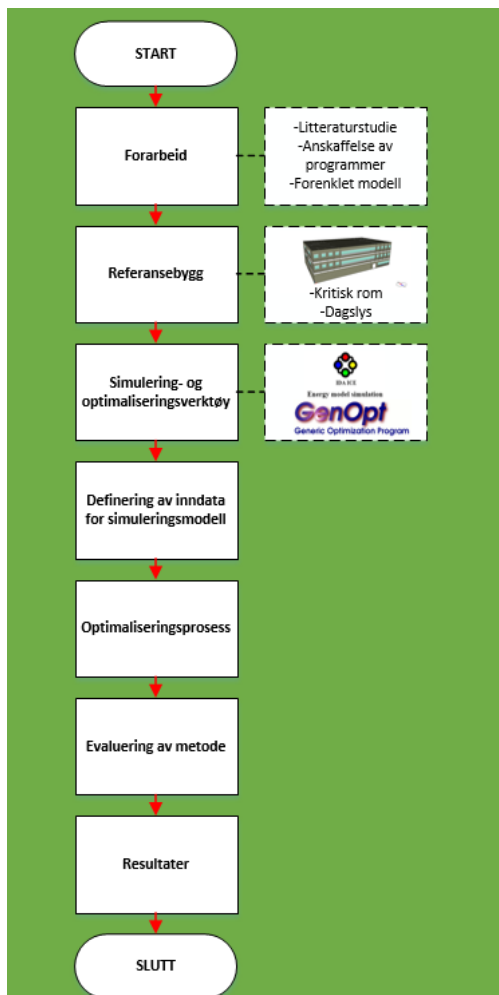 START
Forarbeid
-Litteraturstudie
-Anskaffelse av
programmer
-Forenklet modell
Referansebygg
-Kritisk rom
-Dagslys
Simulering- og
optimaliseringsverktøy
IDA ICE
Energy model simulation
GenOpt
Generic Optimization Program
Definering av inndata
for simuleringsmodell
Optimaliseringsprosess
Evaluering av metode
Resultater
SLUTT